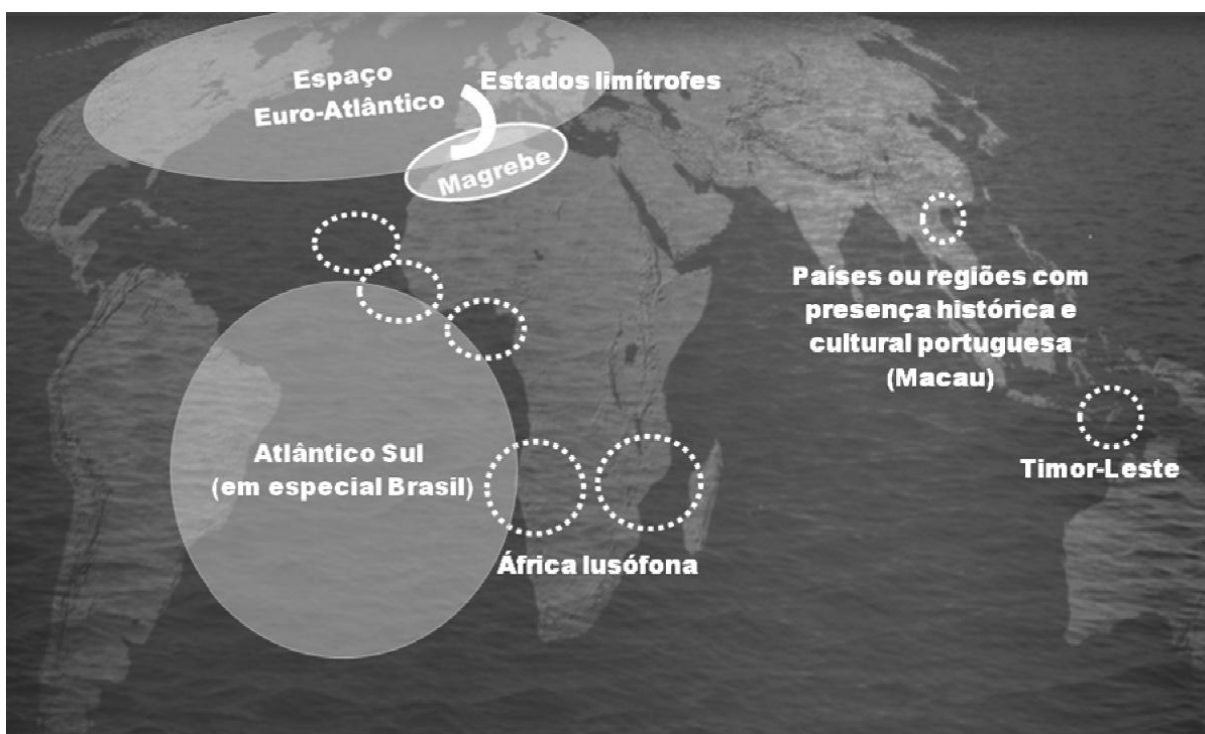 Espaço
Euro-Atlântico
Estados limítrofes
Magrebe
Países ou regiões com
presença histórica e
cultural portuguesa
(Macau)
Atlântico Sul
(em especial Brasil)
Timor-Leste
África lusófona